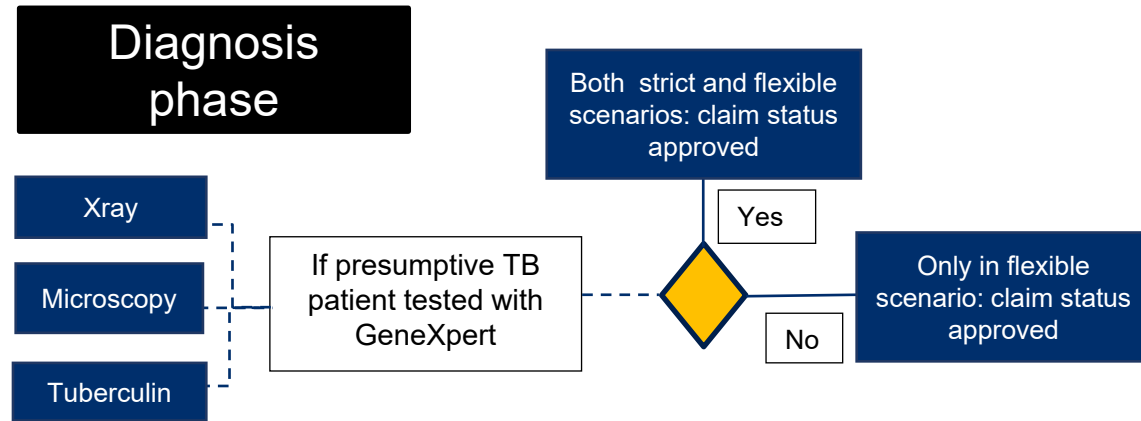 Diagnosis
phase
Both strict and flexible
scenarios: claim status
approved
Xray
Yes
If presumptive TB
patient tested with
GeneXpert
Microscopy
Only in flexible
scenario: claim status
approved
No
Tuberculin